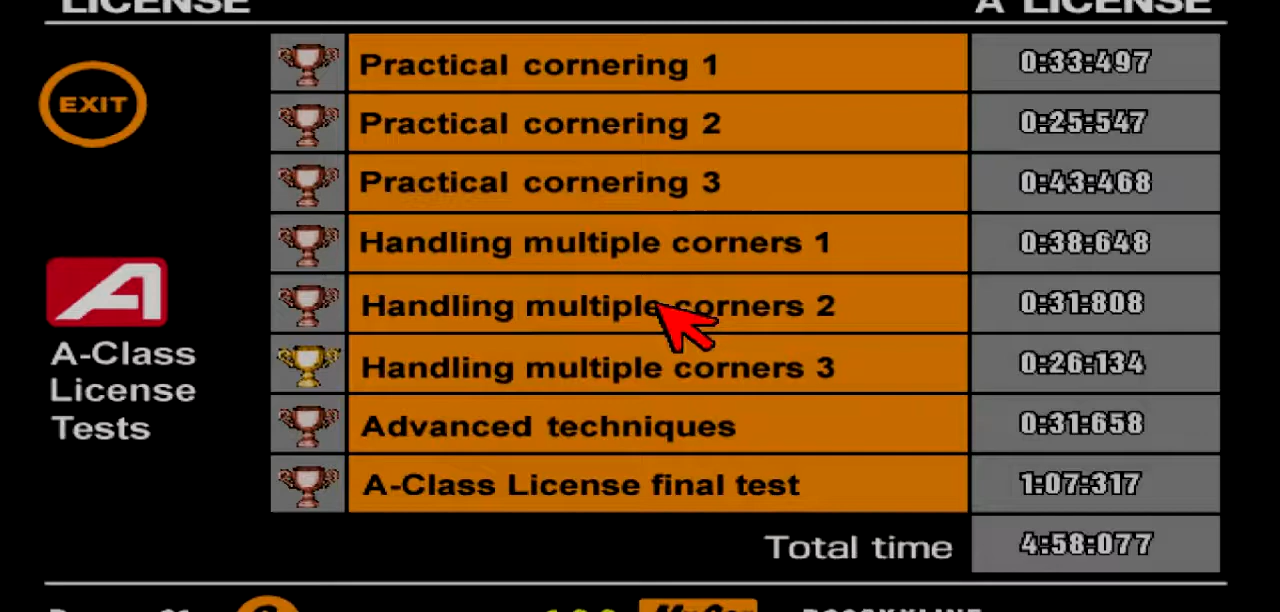 LICENSE A LICENSE
EXIT
Practical cornering 1 0:33:497
Practical cornering 2 0:25:547
Practical cornering 3 0:43:468
Handling multiple corners 1 0:38:648
Handling multiple corners 2 0:31:808
Handling multiple corners 3 0:26:134
Advanced techniques 0:31:658
A-Class License final test 1:07:317
Total time 4:58:077
A
A-Class
License
Tests